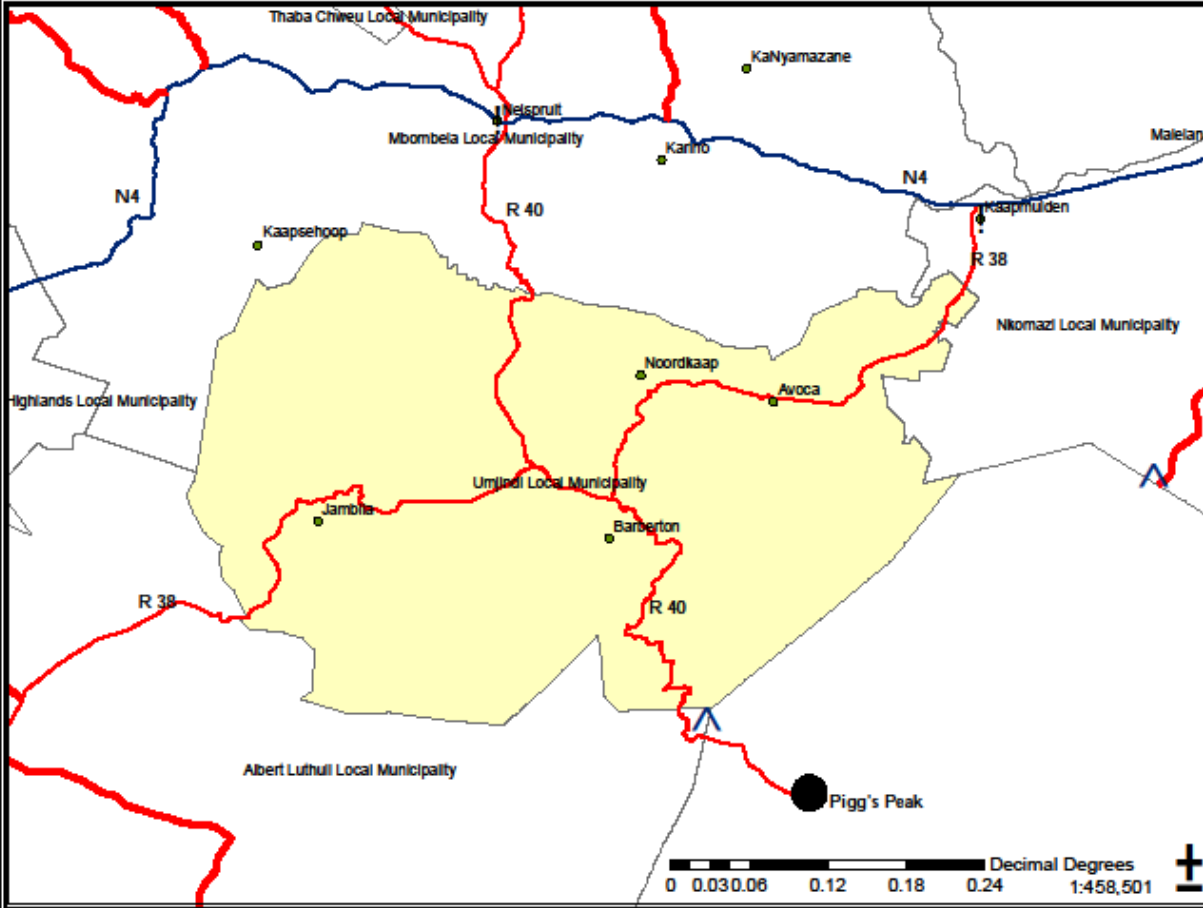 Thaba Chweu Local Municipality
KaNyamazane
Nelspruit
Mbombela Local Municipality
Karino
N4
N4
R 40
Kaapmuiden
Kaapsehoop
R 38
Nkomazi Local Municipality
Noordkaap
Avoca
Highlands Local Municipality
Umjindi Local Municipality
Jambila
Barberton
R 38
R 40
Albert Luthuli Local Municipality
Pigg's Peak
Decimal Degrees
0 0.03 0.06 0.12 0.18 0.24
1:458,501